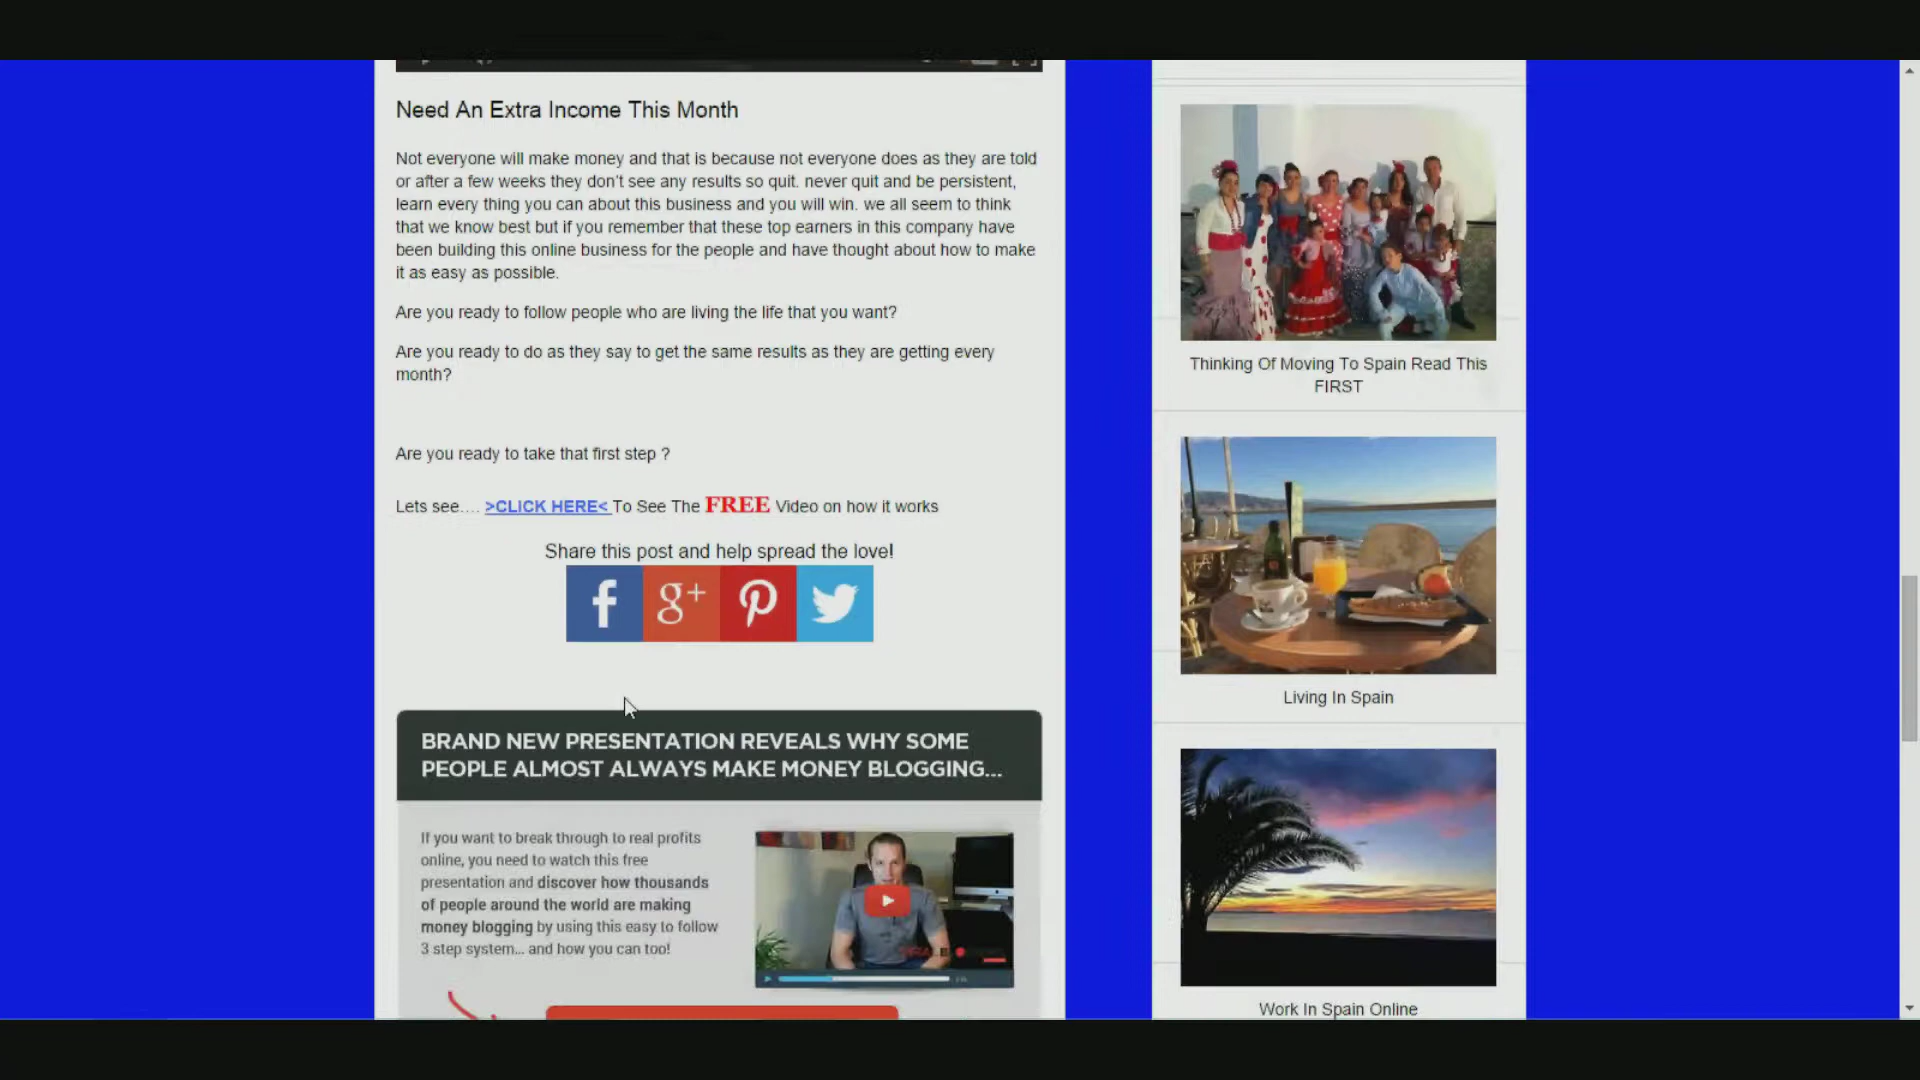 Need An Extra Income This Month
Not everyone will make money and that is because not everyone does as they are told
or after a few weeks they don't see any results so quit. never quit and be persistent,
learn every thing you can about this business and you will win. we all seem to think
that we know best but if you remember that these top earners in this company have
been building this online business for the people and have thought about how to make
it as easy as possible.
Are you ready to follow people who are living the life that you want?
Are you ready to do as they say to get the same results as they are getting every
month?
Are you ready to take that first step ?
Lets see.... >CLICK HERE< To See The FREE Video on how it works
Share this post and help spread the love!
f g+
BRAND NEW PRESENTATION REVEALS WHY SOME
PEOPLE ALMOST ALWAYS MAKE MONEY BLOGGING...
If you want to break through to real profits
online, you need to watch this free
presentation and discover how thousands
of people around the world are making
money blogging by using this easy to follow
3 step system... and how you can too!
Thinking Of Moving To Spain Read This
FIRST
Living In Spain
Work In Spain Online